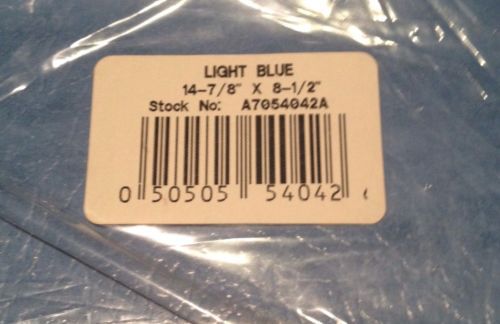 LIGHT BLUE
14-7/8" X 8-1/2"
Stock No: A7054042A
0 50505 54042